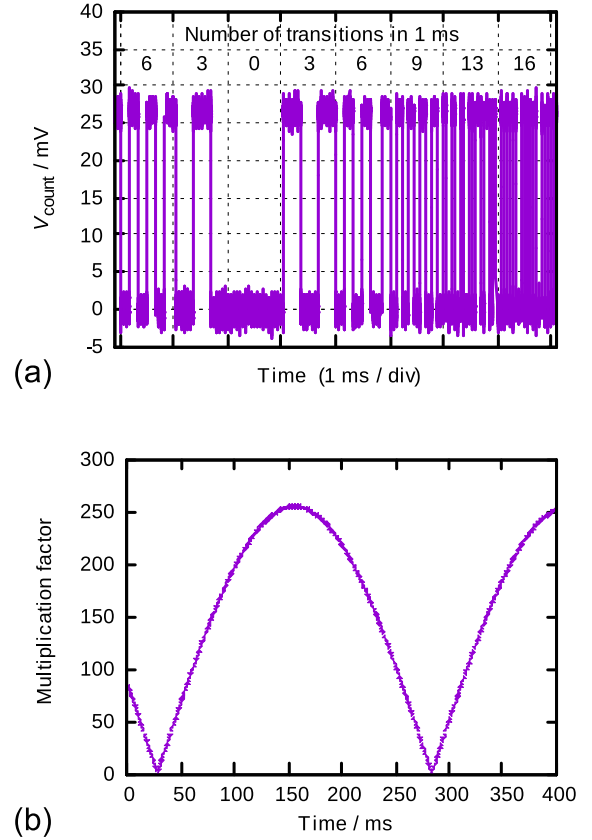 40
35
30
25
20
15
10
5
0
-5
Number of transitions in 1 ms
6 3 0 3 6 9 13 16
Vcount / mV
Time (1 ms / div)
(a)
300
250
200
150
100
50
0
Multiplication factor
0 50 100 150 200 250 300 350 400
Time / ms
(b)